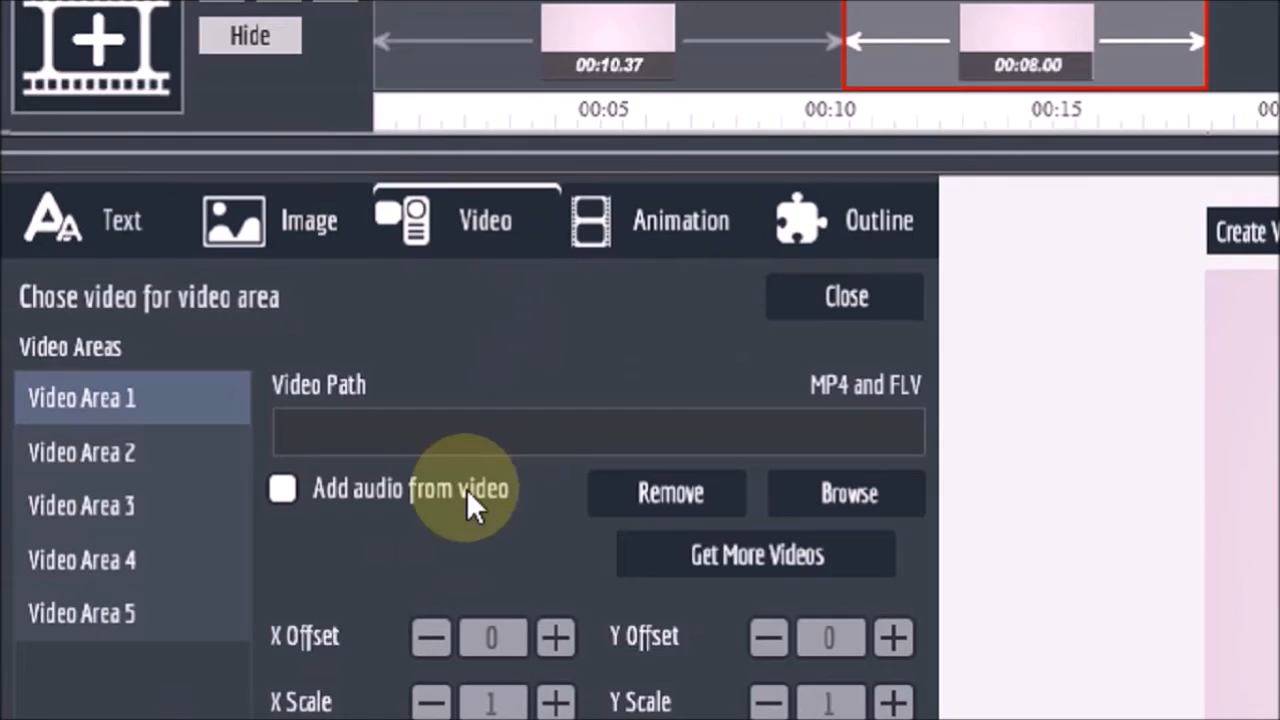 Hide
00:10.37
00:08.00
00:05
00:10
00:15
Text
Image
Video
Animation
Outline
Create V
Chose video for video area
Close
Video Areas
Video Area 1
Video Area 2
Video Area 3
Video Area 4
Video Area 5
Video Path
MP4 and FLV
Add audio from video
Remove
Browse
Get More Videos
X Offset
0
Y Offset
0
X Scale
1
Y Scale
1